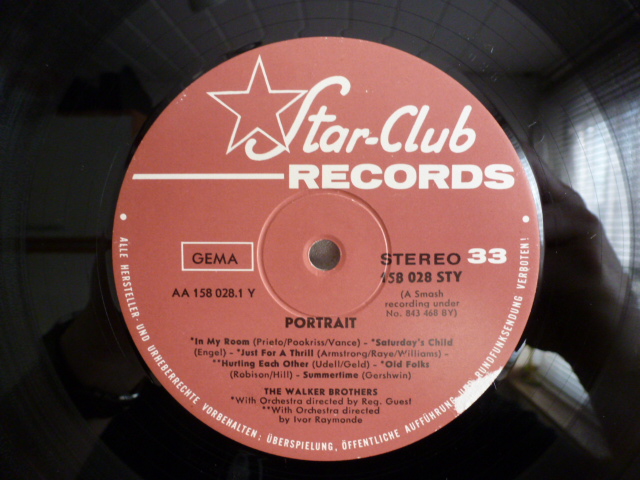 Star-Club
RECORDS
GEMA
STEREO 33
158 028 STY
AA 158 028.1 Y
(A Smash
recording under
No. 843 468 BY)
PORTRAIT
*In My Room (Prieto/Pookriss/Vance) - *Saturday's Child
(Engel) - *Just For A Thrill (Armstrong/Raye/Williams) -
**Hurting Each Other (Udell/Geld) - *Old Folks
(Robison/Hill) - Summertime (Gershwin)
THE WALKER BROTHERS
*With Orchestra directed by Reg. Guest
**With Orchestra directed
by Ivor Raymonde
• ALLE HERSTELLER- UND URHEBERRECHTE VORBEHALTEN; ÜBERSPIELUNG, ÖFFENTLICHE AUFFÜHRUNG UND RUNDFUNKSENDUNG VERBOTEN! •